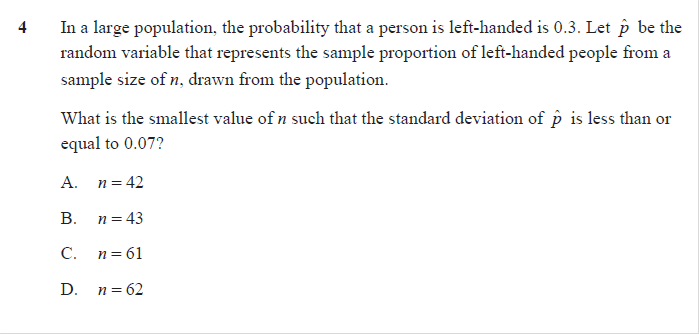 4 In a large population, the probability that a person is left-handed is 0.3. Let p̂ be the
random variable that represents the sample proportion of left-handed people from a
sample size of n, drawn from the population.
What is the smallest value of n such that the standard deviation of p̂ is less than or
equal to 0.07?
A. n = 42
B. n = 43
C. n = 61
D. n = 62